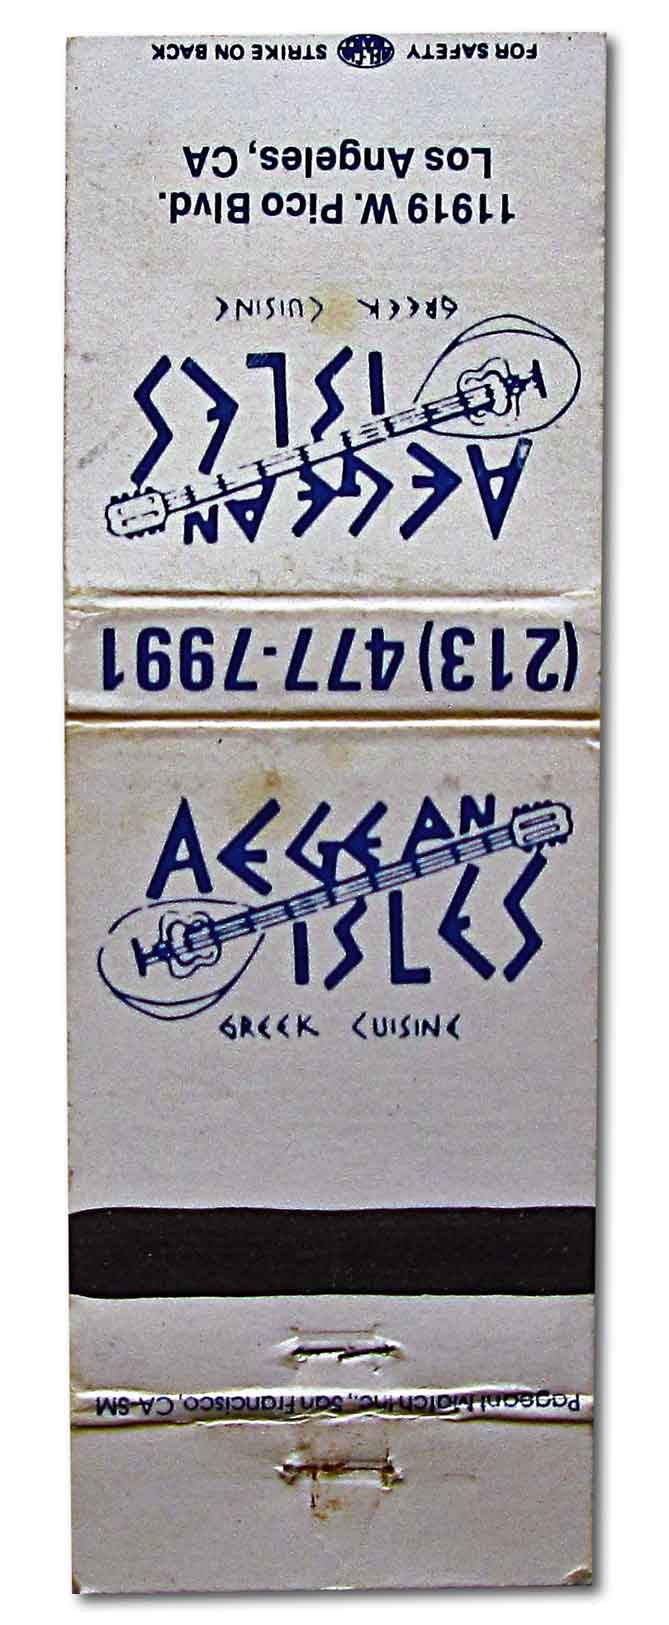 FOR SAFETY STRIKE ON BACK
Los Angeles, CA
11919 W. Pico Blvd.
GREEK CUISINE
AEGEAN
ISLES
(213) 477-7991
AEGEAN
ISLES
GREEK CUISINE
Pageant Match Inc., San Francisco, CA-SM